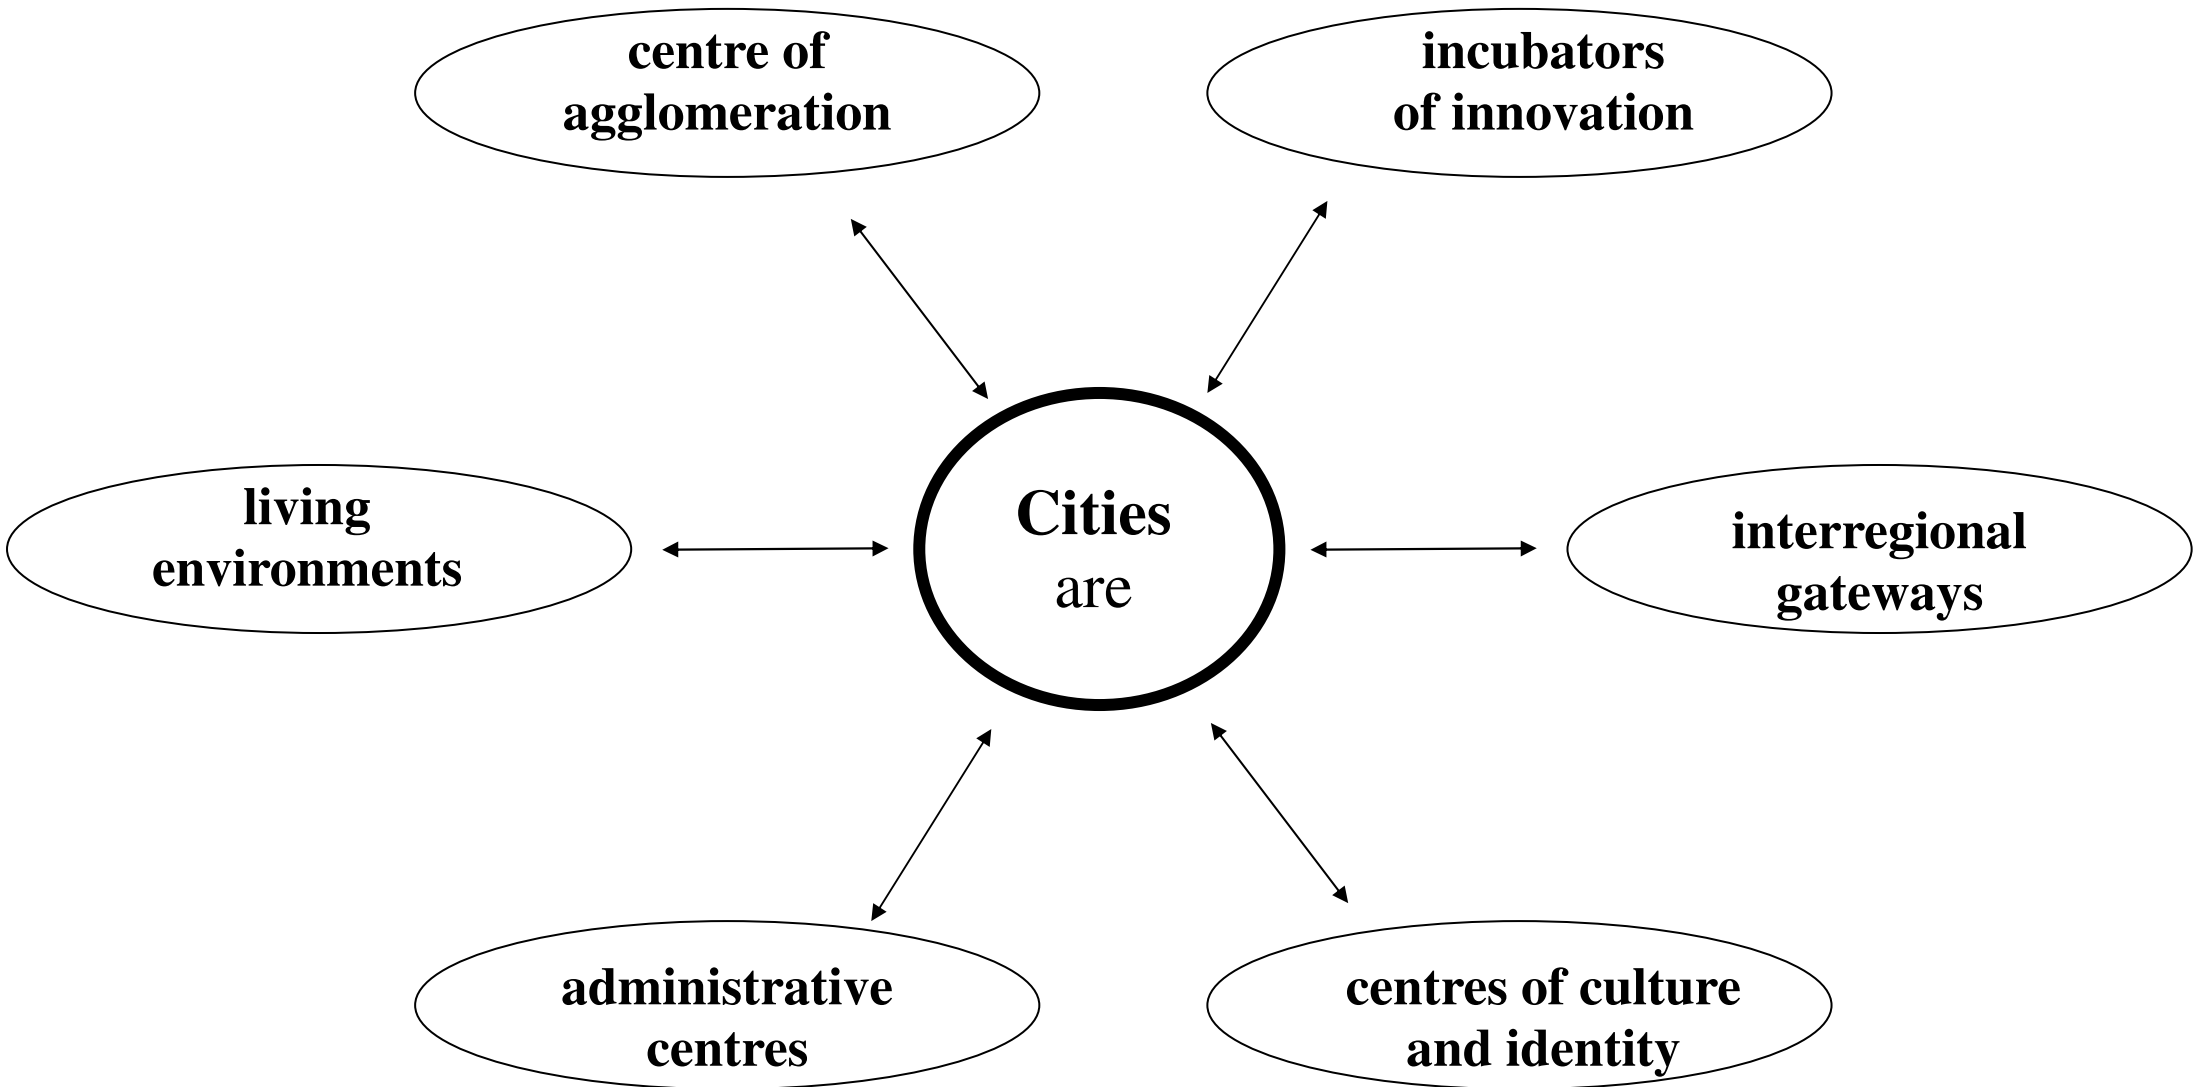 centre of
agglomeration
incubators
of innovation
living
environments
Cities
are
interregional
gateways
administrative
centres
centres of culture
and identity